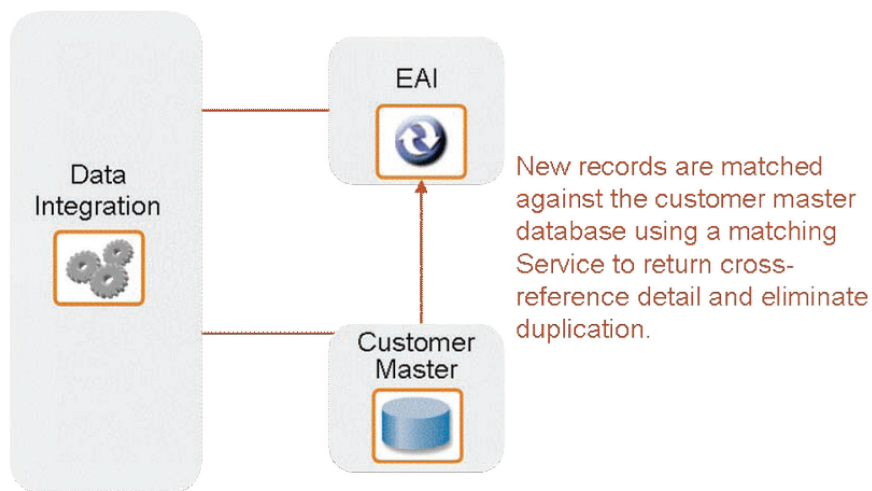 EAI
Data
Integration
New records are matched
against the customer master
database using a matching
Service to return cross-
reference detail and eliminate
duplication.
Customer
Master